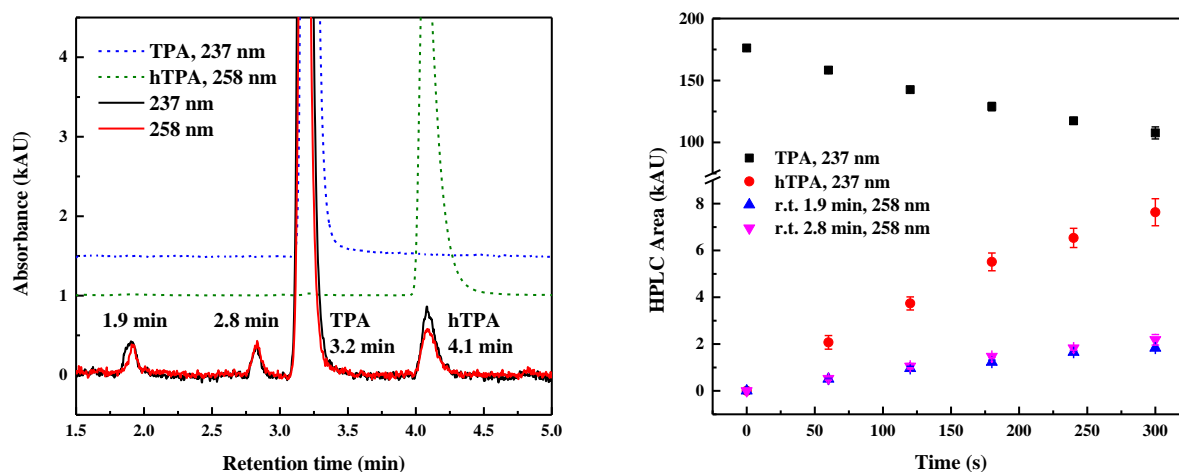 TPA, 237 nm
hTPA, 258 nm
237 nm
258 nm
Absorbance (kAU)
4
3
2
1
0
1.9 min
2.8 min
TPA
3.2 min
hTPA
4.1 min
1.5 2.0 2.5 3.0 3.5 4.0 4.5 5.0
Retention time (min)
HPLC Area (kAU)
200
150
100
8
6
4
2
0
TPA, 237 nm
hTPA, 237 nm
r.t. 1.9 min, 258 nm
r.t. 2.8 min, 258 nm
0 50 100 150 200 250 300
Time (s)